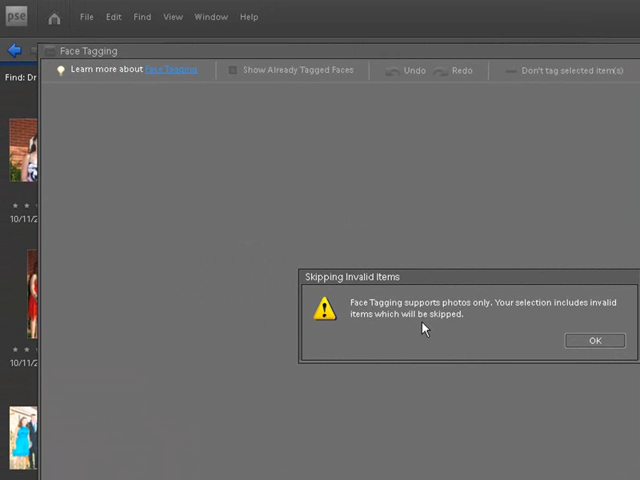 pse File Edit Find View Window Help
Face Tagging
Learn more about Face Tagging Show Already Tagged Faces Undo Redo Don't tag selected item(s)
Find: Dr
10/11/2
Skipping Invalid Items
Face Tagging supports photos only. Your selection includes invalid
items which will be skipped.
OK
10/11/2